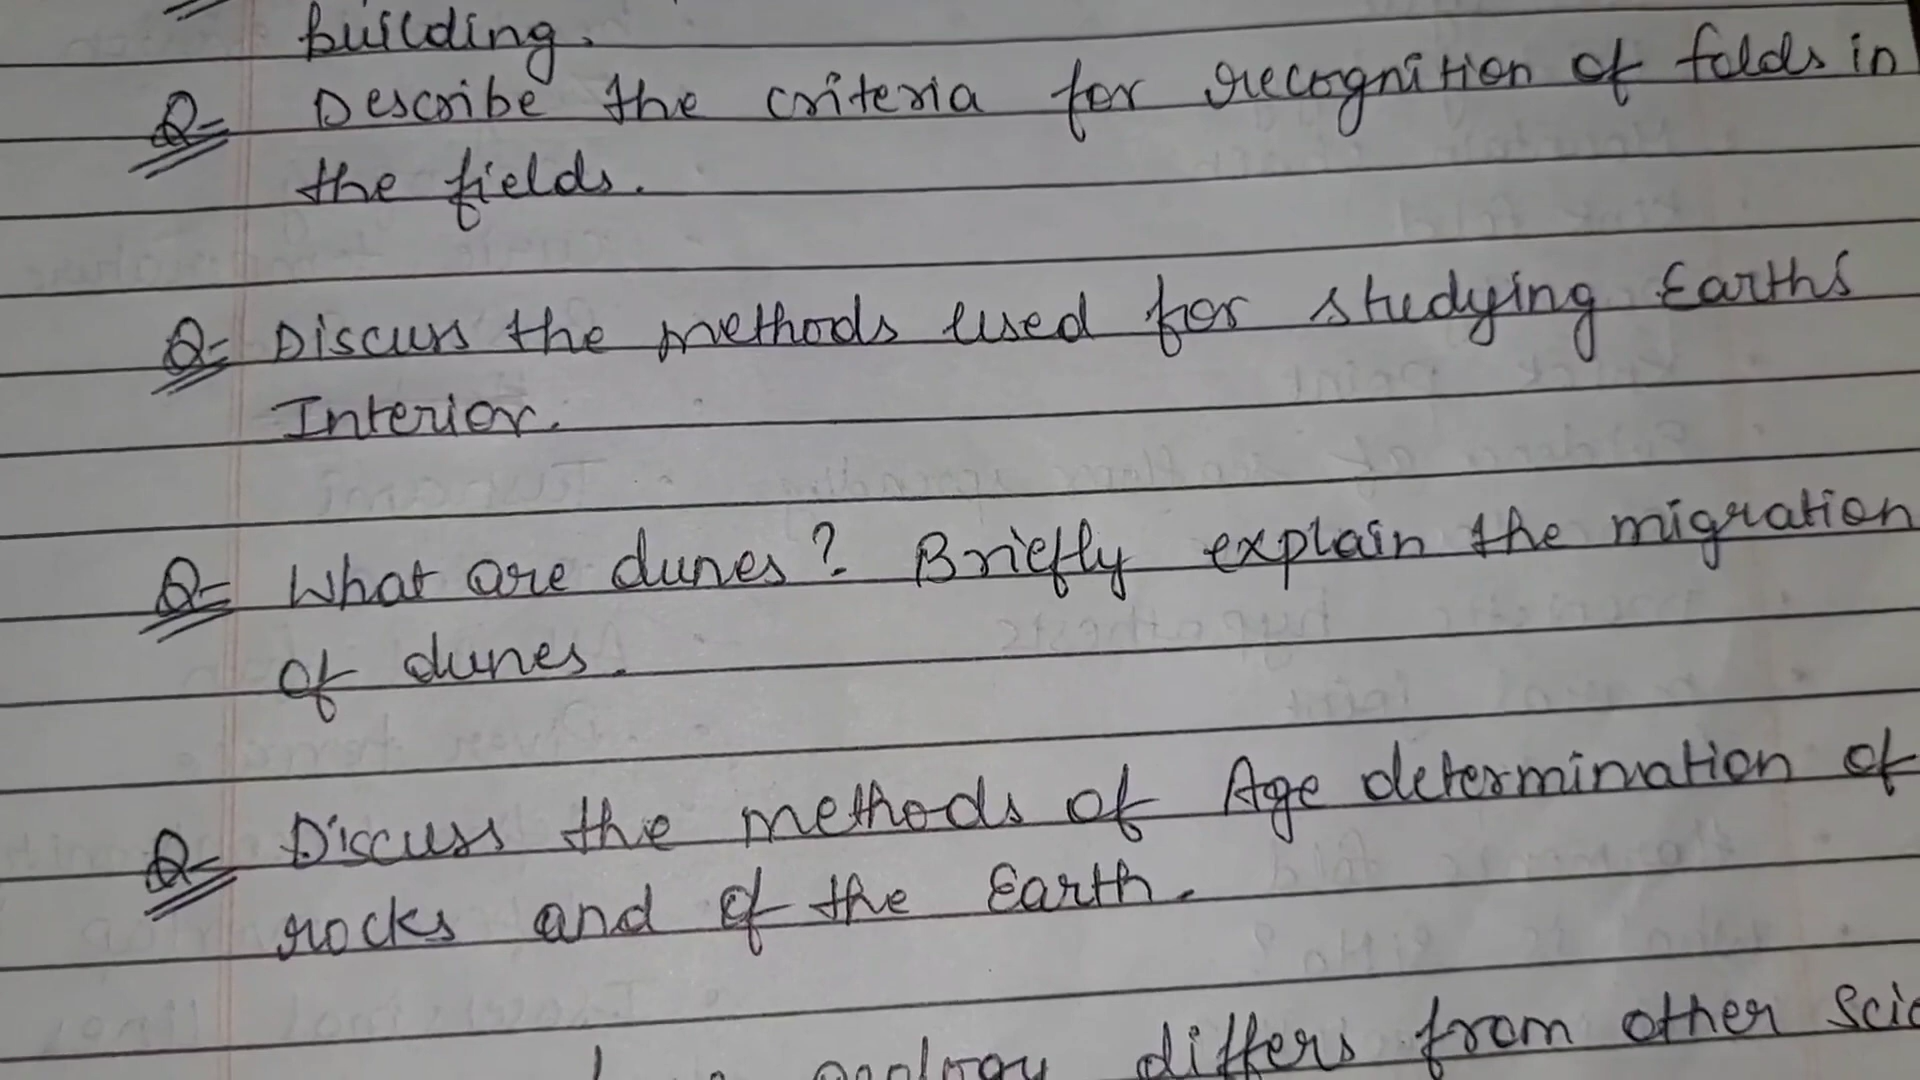 building.
Q= Describe the criteria for recognition of folds in
the fields.
Q= Discuss the methods used for studying Earths
Interior.
Q= What are dunes? Briefly explain the migration
of dunes.
Q= Discuss the methods of Age determination of
rocks and of the Earth.
geology differs from other